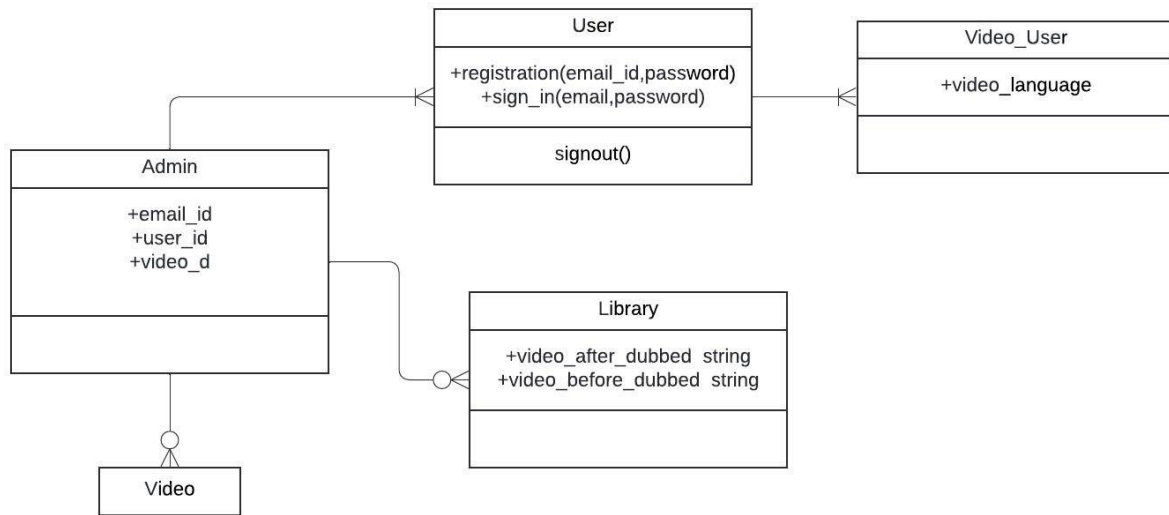 User
+registration(email_id,password)
+sign_in(email,password)
signout()
Video_User
+video_language
Admin
+email_id
+user_id
+video_d
Library
+video_after_dubbed string
+video_before_dubbed string
Video